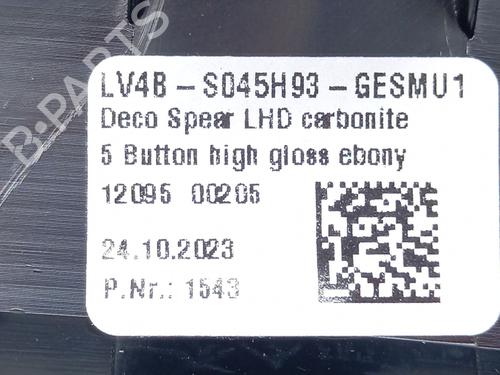 LV4B-S045H93-GESMU1
Deco Spear LHD carbonite
5 Button high gloss ebony
12095 00205
24.10.2023
P.Nr.: 1543
B-PARTS